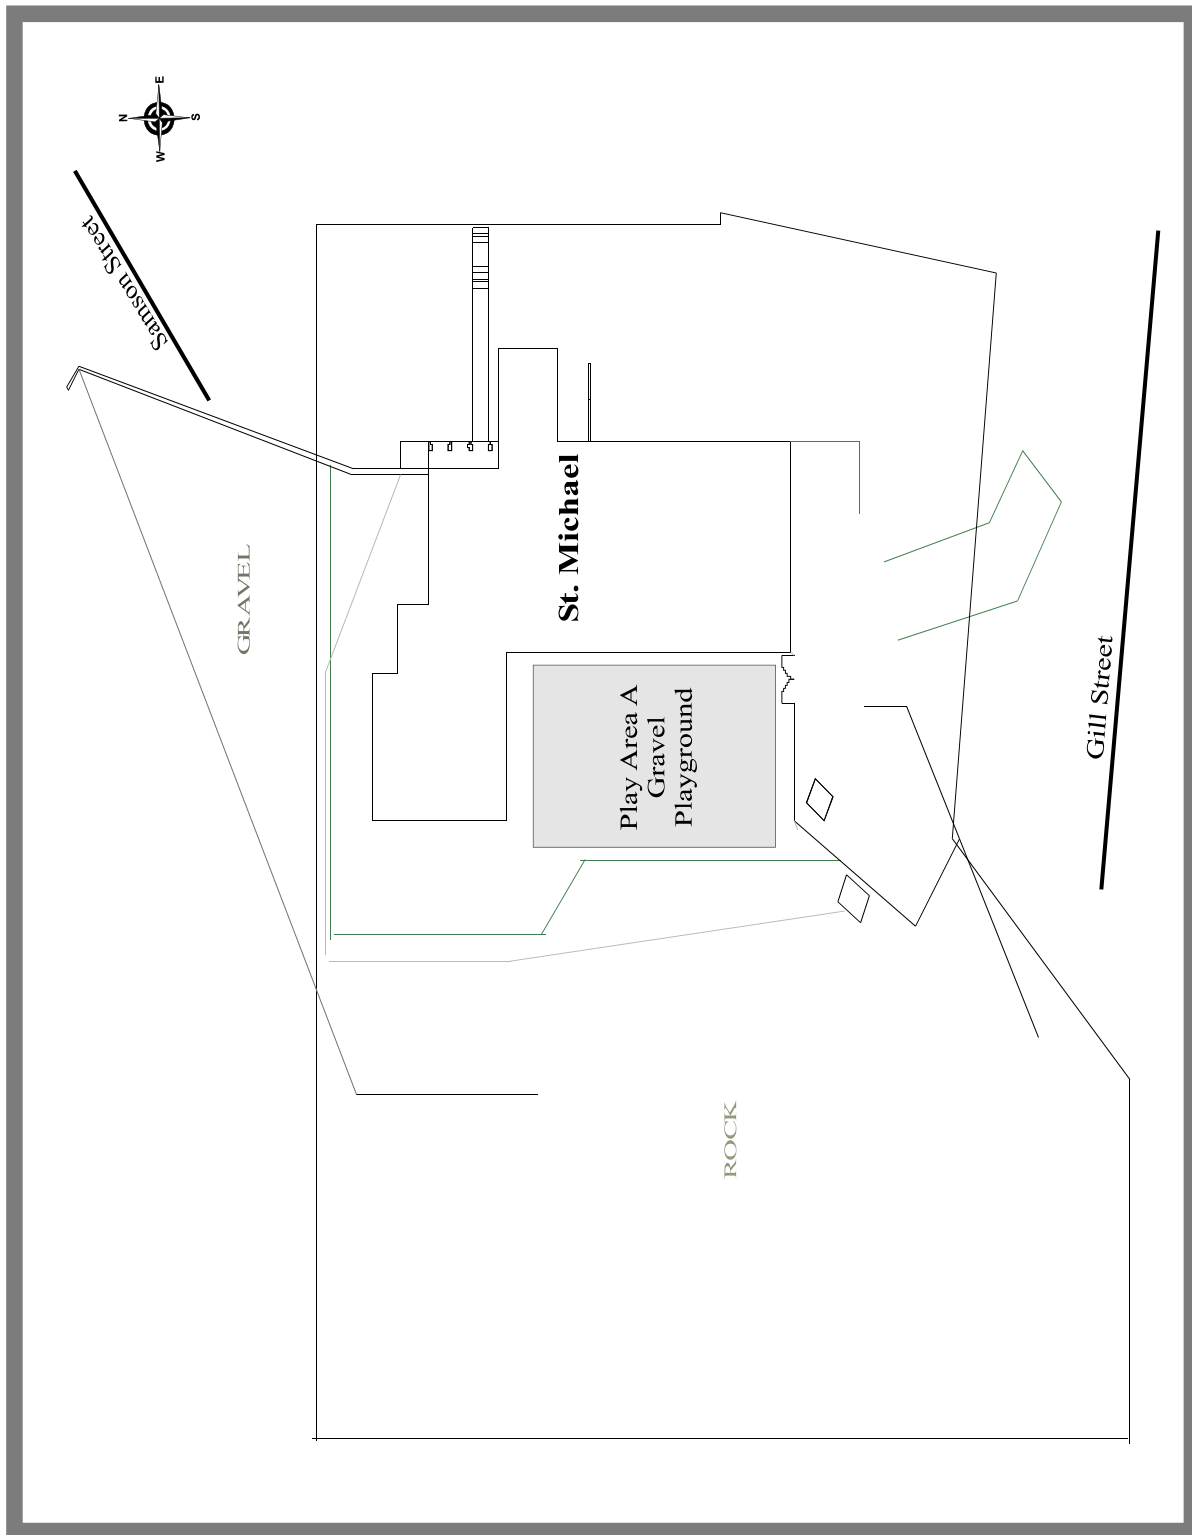 N
E
S
W
Samson Street
GRAVEL
St. Michael
Play Area A
Gravel
Playground
Gill Street
ROCK